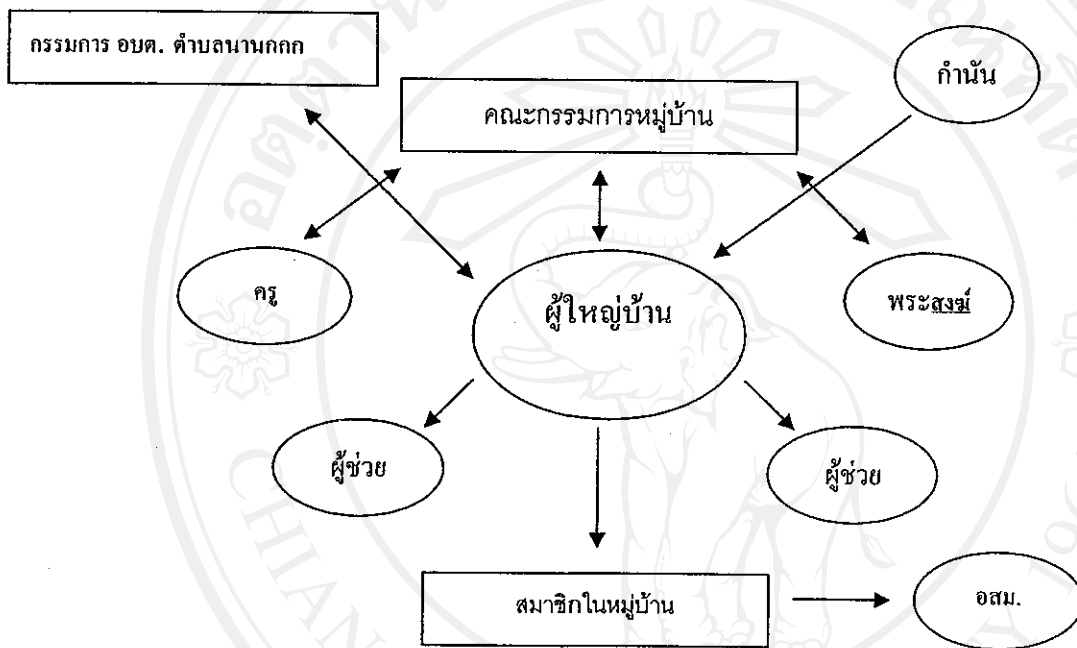 กรรมการ อบต. ตำบลนานกกก
กำนัน
คณะกรรมการหมู่บ้าน
ครู
ผู้ใหญ่บ้าน
พระสงฆ์
ผู้ช่วย
ผู้ช่วย
สมาชิกในหมู่บ้าน
อสม.
CHIAN